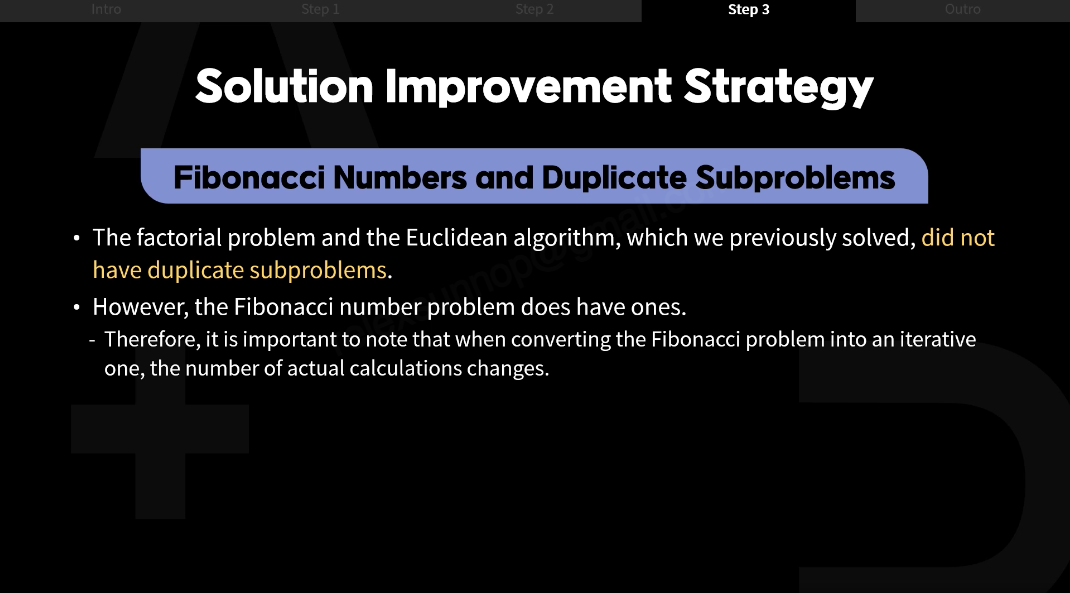 Intro Step 1 Step 2 Step 3 Outro
Solution Improvement Strategy
Fibonacci Numbers and Duplicate Subproblems
• The factorial problem and the Euclidean algorithm, which we previously solved, did not
have duplicate subproblems.
• However, the Fibonacci number problem does have ones.
- Therefore, it is important to note that when converting the Fibonacci problem into an iterative
one, the number of actual calculations changes.